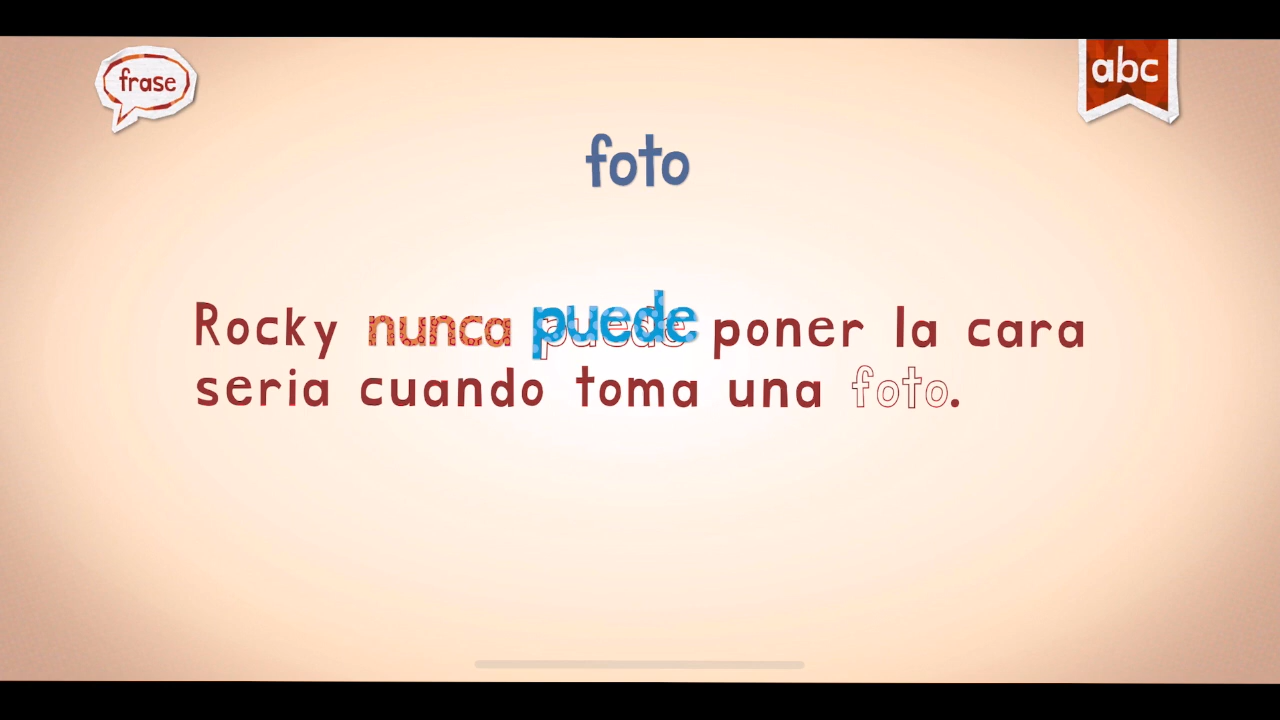 frase
abc
foto
Rocky nunca puede poner la cara
seria cuando toma una foto.